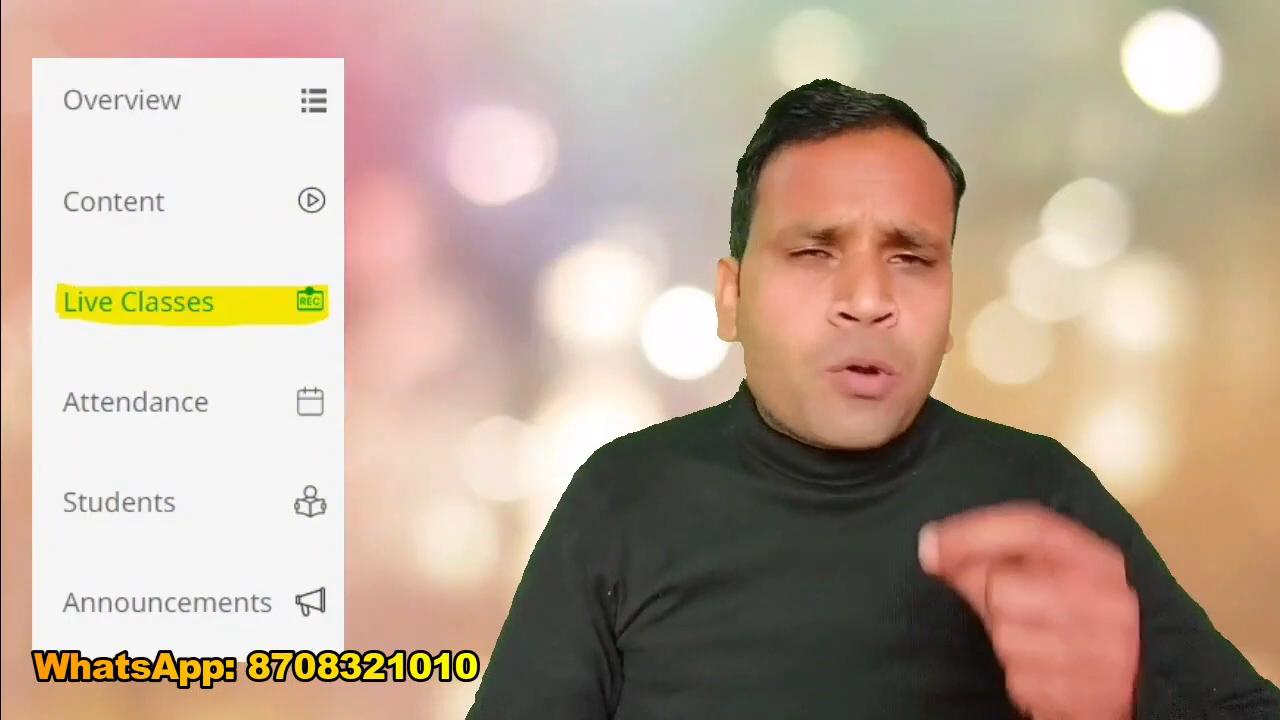 Overview
Content
Live Classes
REC
Attendance
Students
Announcements
WhatsApp: 8708321010